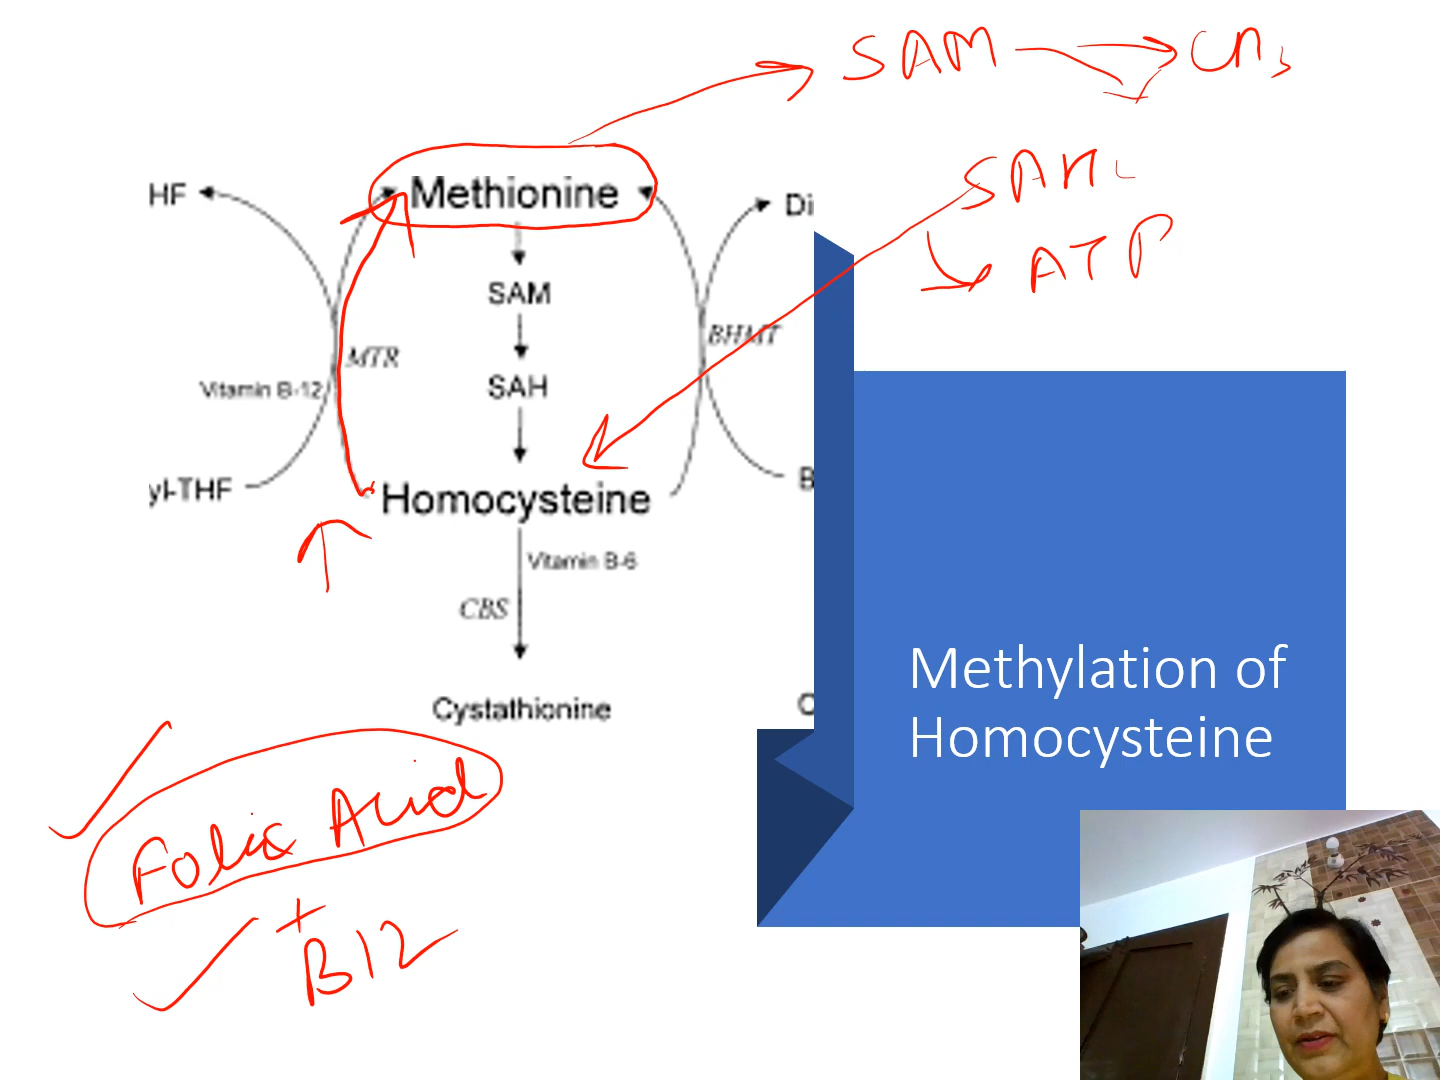 SAM CH3
HF
Methionine
Di
SAH
ATP
SAM
BHMT
MTR
Vitamin B-12
SAH
yl-THF
B
Homocysteine
Vitamin B-6
CBS
Cystathionine
C
Methylation of
Homocysteine
Folic Acid
+
B12